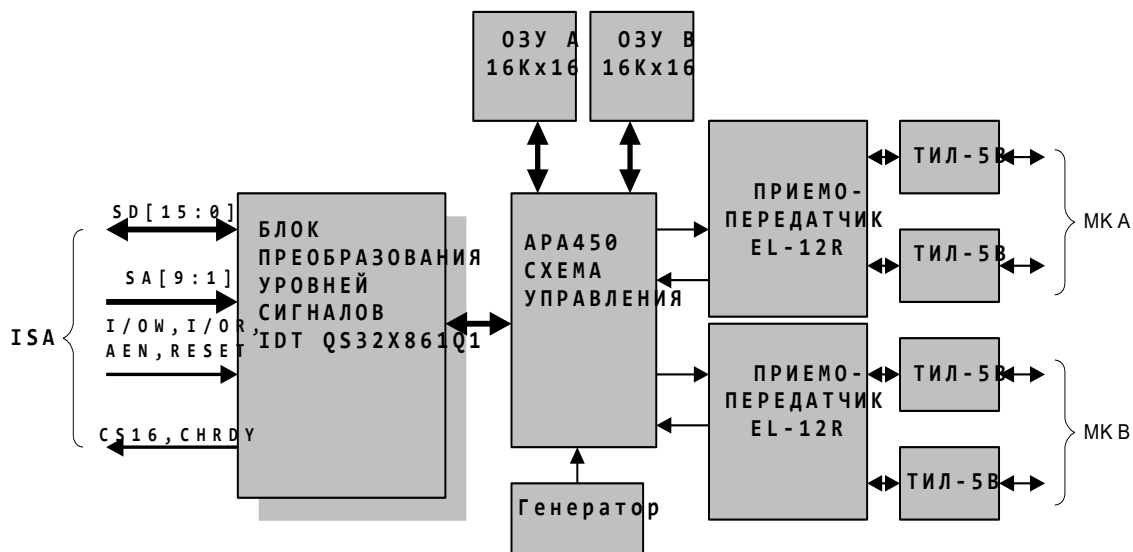 ОЗУ А
16Кх16
ОЗУ В
16Кх16
ISA
SD[15:0]
SA[9:1]
I/OW,I/OR,
AEN,RESET
CS16,CHRDY
БЛОК
ПРЕОБРАЗОВАНИЯ
УРОВНЕЙ
СИГНАЛОВ
IDT QS32X861Q1
АРА450
СХЕМА
УПРАВЛЕНИЯ
Генератор
ПРИЕМО-
ПЕРЕДАТЧИК
EL-12R
ТИЛ-5В
ТИЛ-5В
МК А
ПРИЕМО-
ПЕРЕДАТЧИК
EL-12R
ТИЛ-5В
ТИЛ-5В
МК В